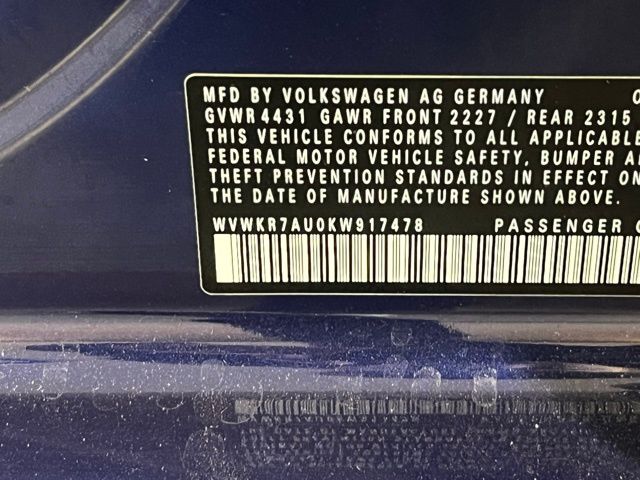 MFD BY VOLKSWAGEN AG GERMANY
GVWR 4431 GAWR FRONT 2227 / REAR 2315
THIS VEHICLE CONFORMS TO ALL APPLICABLE
FEDERAL MOTOR VEHICLE SAFETY, BUMPER
THEFT PREVENTION STANDARDS IN EFFECT ON
THE DATE OF MANUFACTURE SHOWN ABOVE.
WVWKR7AU0KW917478 PASSENGER